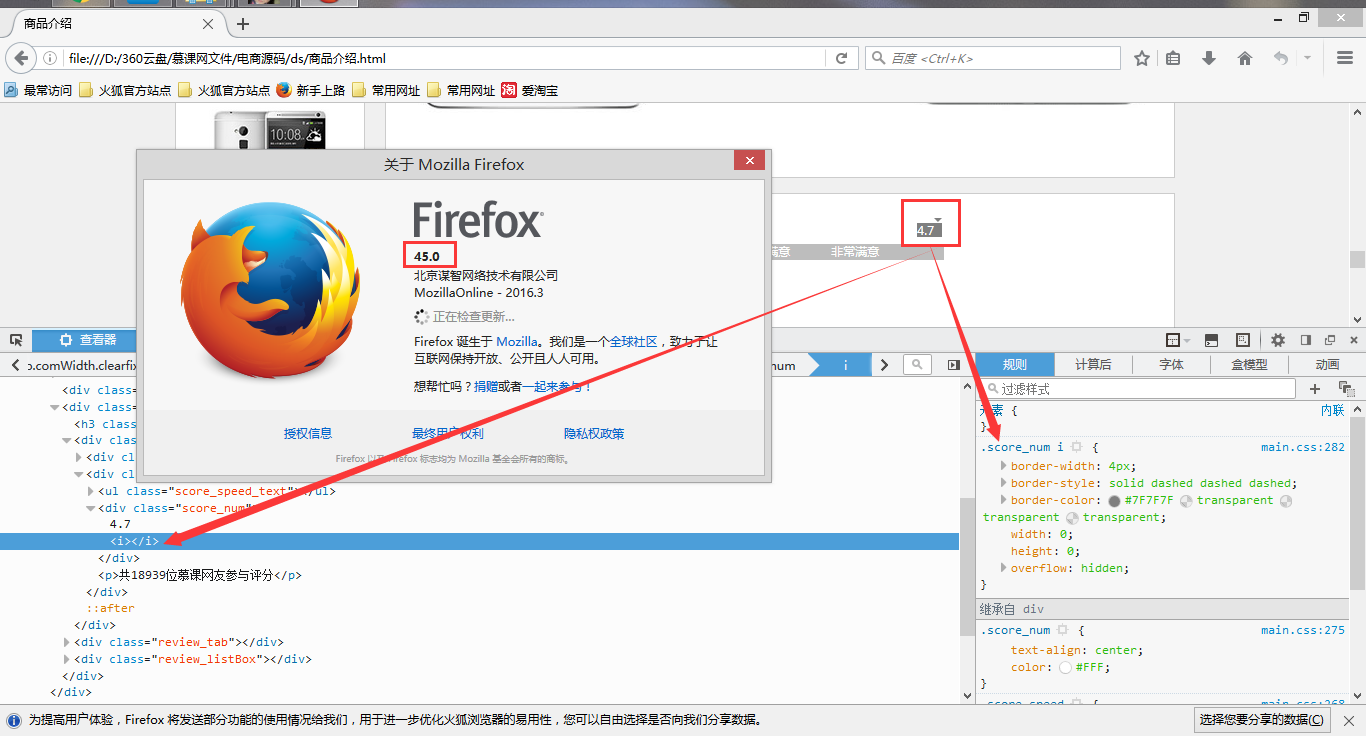 商品介绍
file:///D:/360云盘/慕课网文件/电商源码/ds/商品介绍.html
百度 <Ctrl+K>
最常访问 火狐官方站点 火狐官方站点 新手上路 常用网址 常用网址 爱淘宝
10:08
关于 Mozilla Firefox
Firefox
45.0
北京谋智网络技术有限公司
MozillaOnline - 2016.3
正在检查更新...
Firefox 诞生于 Mozilla。我们是一个全球社区，致力于让
互联网保持开放、公开且人人可用。
想帮忙吗？捐赠或者一起来参与！
授权信息 最终用户权利 隐私权政策
Firefox 以及 Firefox 标志均为 Mozilla 基金会所有的商标。
4.7
满意 非常满意
查看器
o.comWidth.clearfix
num
i
规则 计算后 字体 盒模型 动画
过滤样式
<div clas
<div clas
<h3 clas
<div clas
<div cl
<div cl
<ul class="score_speed_text"></ul>
<div class="score_num"
4.7
<i></i>
</div>
<p>共18939位慕课网友参与评分</p>
</div>
::after
</div>
<div class="review_tab"></div>
<div class="review_listBox"></div>
</div>
</div>
元素 {
内联
}
.score_num i {
main.css:282
border-width: 4px;
border-style: solid dashed dashed dashed;
border-color: #7F7F7F transparent
transparent transparent;
width: 0;
height: 0;
overflow: hidden;
}
继承自 div
.score_num {
main.css:275
text-align: center;
color: #FFF;
}
.score_speed {
main.css:268
为提高用户体验，Firefox 将发送部分功能的使用情况给我们，用于进一步优化火狐浏览器的易用性，您可以自由选择是否向我们分享数据。
选择您要分享的数据(C)